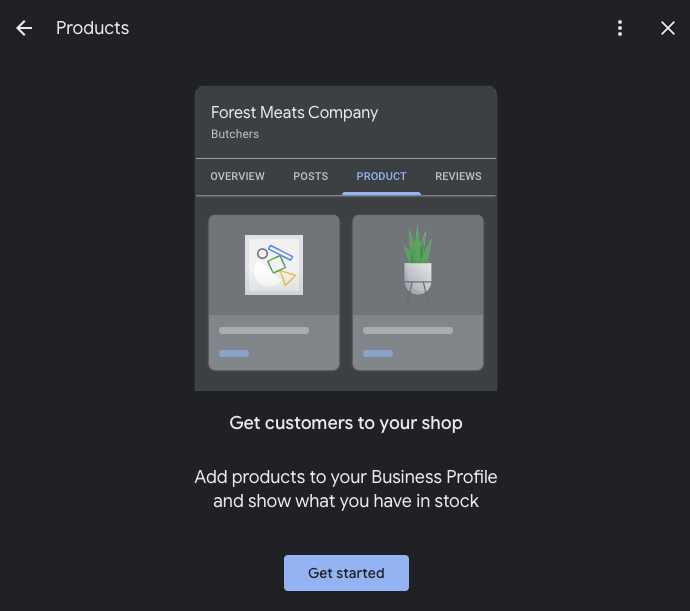 Products
Forest Meats Company
Butchers
OVERVIEW POSTS PRODUCT REVIEWS
Get customers to your shop
Add products to your Business Profile
and show what you have in stock
Get started